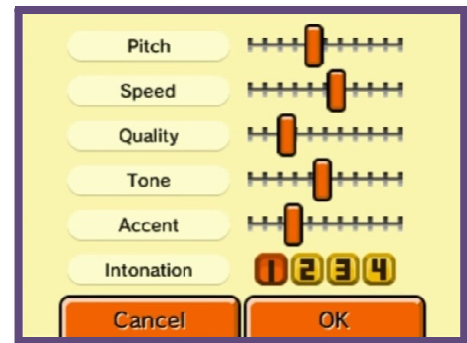 Pitch
Speed
Quality
Tone
Accent
Intonation 1 2 3 4
Cancel OK